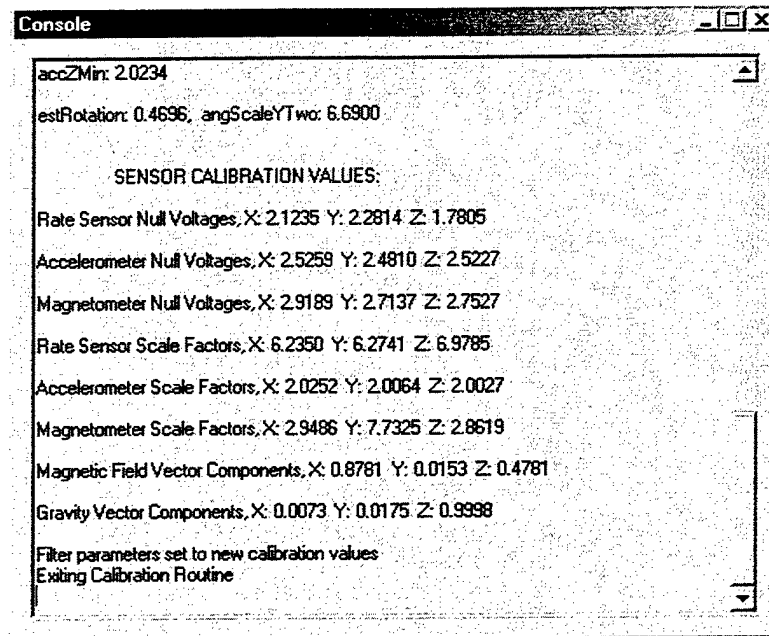 Console
accZMin: 2.0234
estRotation: 0.4696, angScaleYTwo: 6.6900
SENSOR CALIBRATION VALUES:
Rate Sensor Null Voltages, X: 2.1235 Y: 2.2814 Z: 1.7805
Accelerometer Null Voltages, X: 2.5259 Y: 2.4810 Z: 2.5227
Magnetometer Null Voltages, X: 2.9189 Y: 2.7137 Z: 2.7527
Rate Sensor Scale Factors, X: 6.2350 Y: 6.2741 Z: 6.9785
Accelerometer Scale Factors, X: 2.0252 Y: 2.0064 Z: 2.0027
Magnetometer Scale Factors, X: 2.9486 Y: 7.7325 Z: 2.8619
Magnetic Field Vector Components, X: 0.8781 Y: 0.0153 Z: 0.4781
Gravity Vector Components, X: 0.0073 Y: 0.0175 Z: 0.9998
Filter parameters set to new calibration values
Exiting Calibration Routine